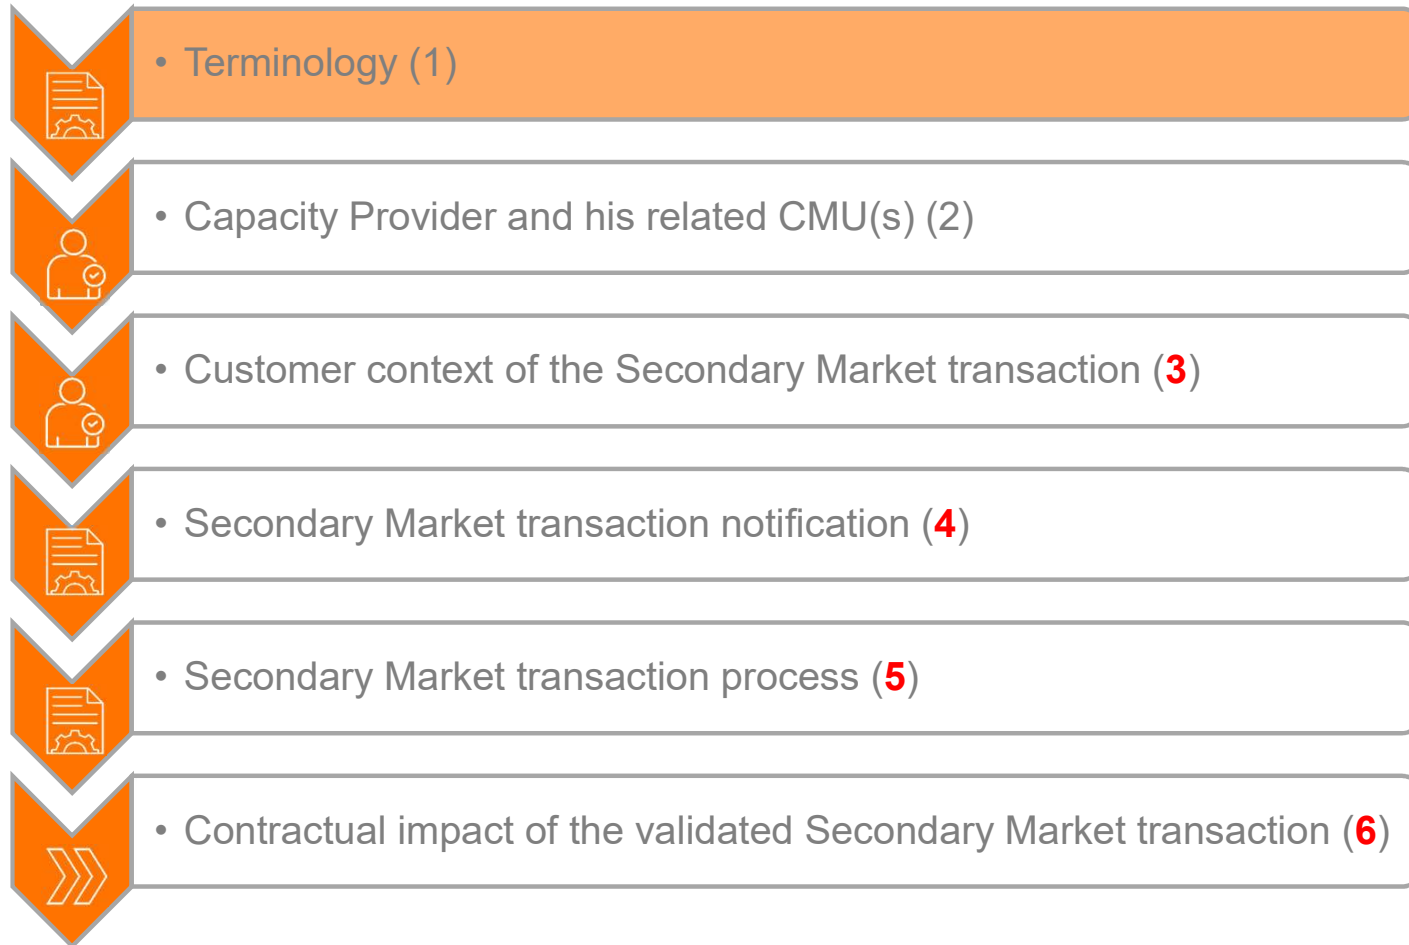 • Terminology (1)
• Capacity Provider and his related CMU(s) (2)
• Customer context of the Secondary Market transaction (3)
• Secondary Market transaction notification (4)
• Secondary Market transaction process (5)
• Contractual impact of the validated Secondary Market transaction (6)